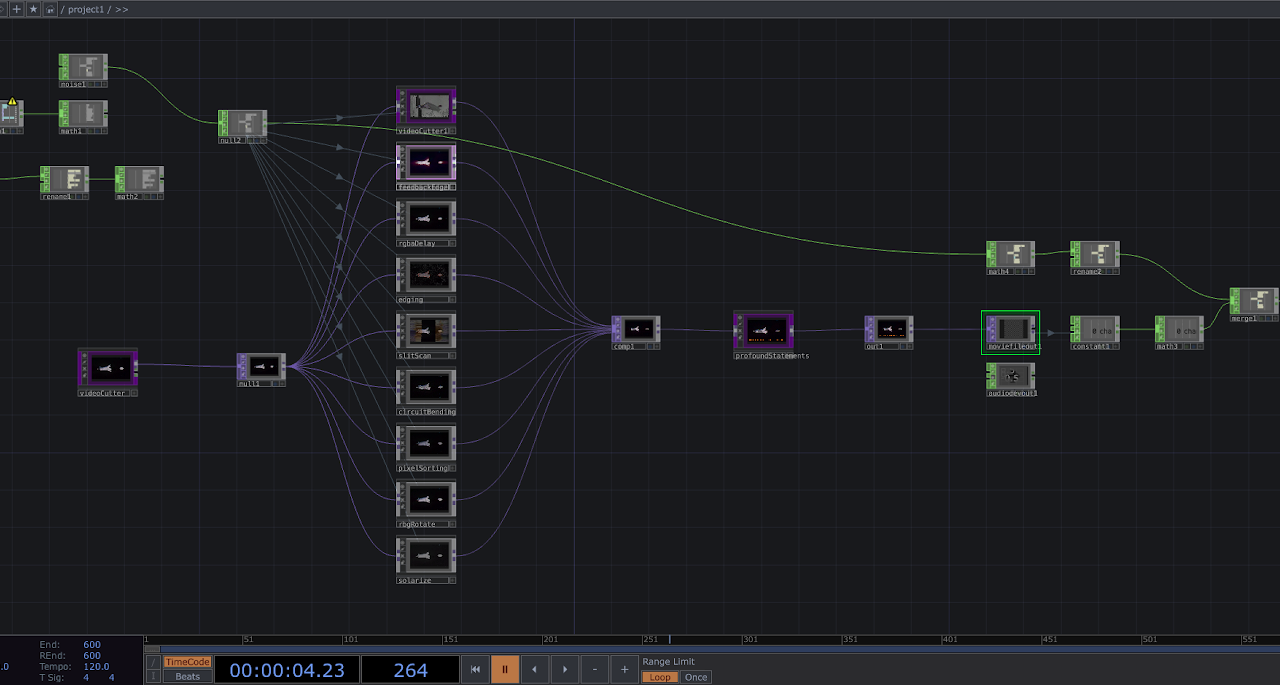 + ★ / project1 / >>
noise1
math1
null2
rename1
math2
videoCutter1
feedbackEdge
rgbaDelay
edging
slitScan
circuitBending
pixelSorting
rbgRotate
solarize
videoCutter
null1
comp1
profoundStatements
out1
math4
rename2
merge1
moviefileout1
constant1
0 cha
math3
0 cha
audiodevout1
1 51 101 151 201 251 301 351 401 451 501 551
End: 600
REnd: 600
Tempo: 120.0
T Sig: 4 4
TimeCode
Beats
00:00:04.23
264
- +
Range Limit
Loop Once